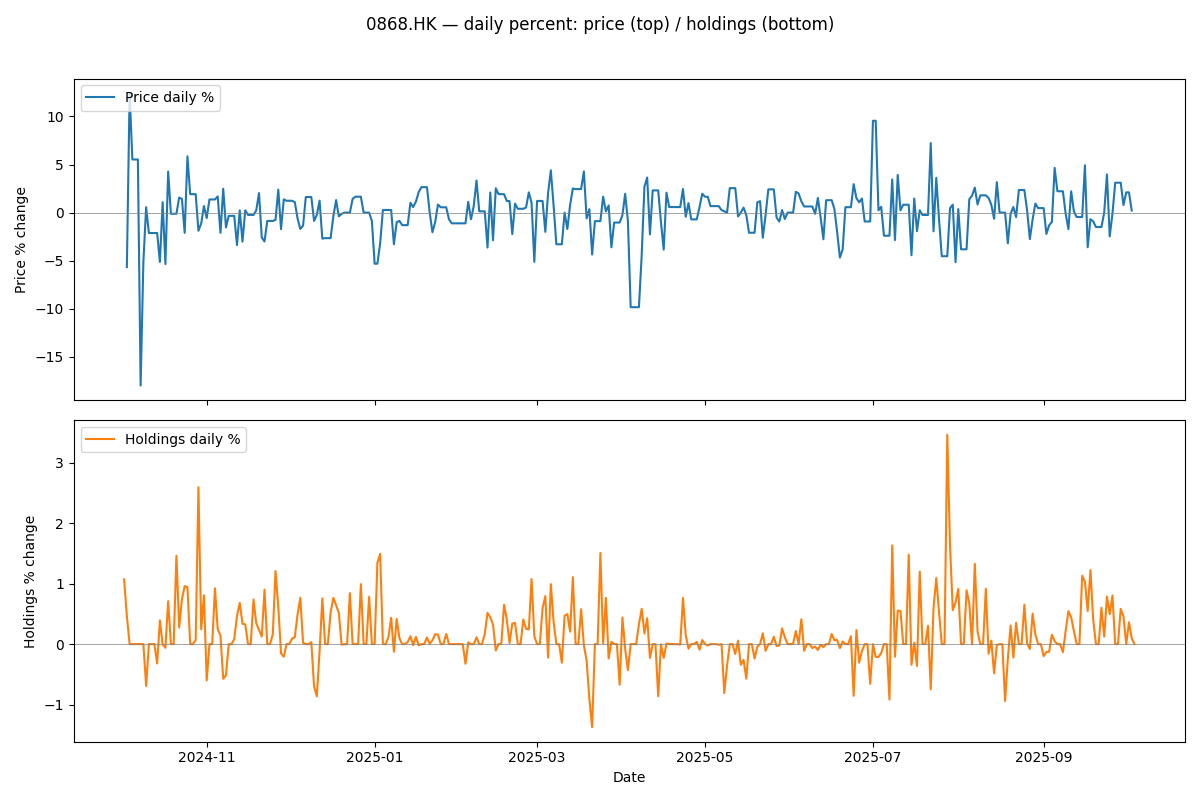 0868.HK — daily percent: price (top) / holdings (bottom)
Price daily %
10
5
0
−5
−10
−15
Price % change
Holdings daily %
3
2
1
0
−1
Holdings % change
2024-11
2025-01
2025-03
2025-05
2025-07
2025-09
Date